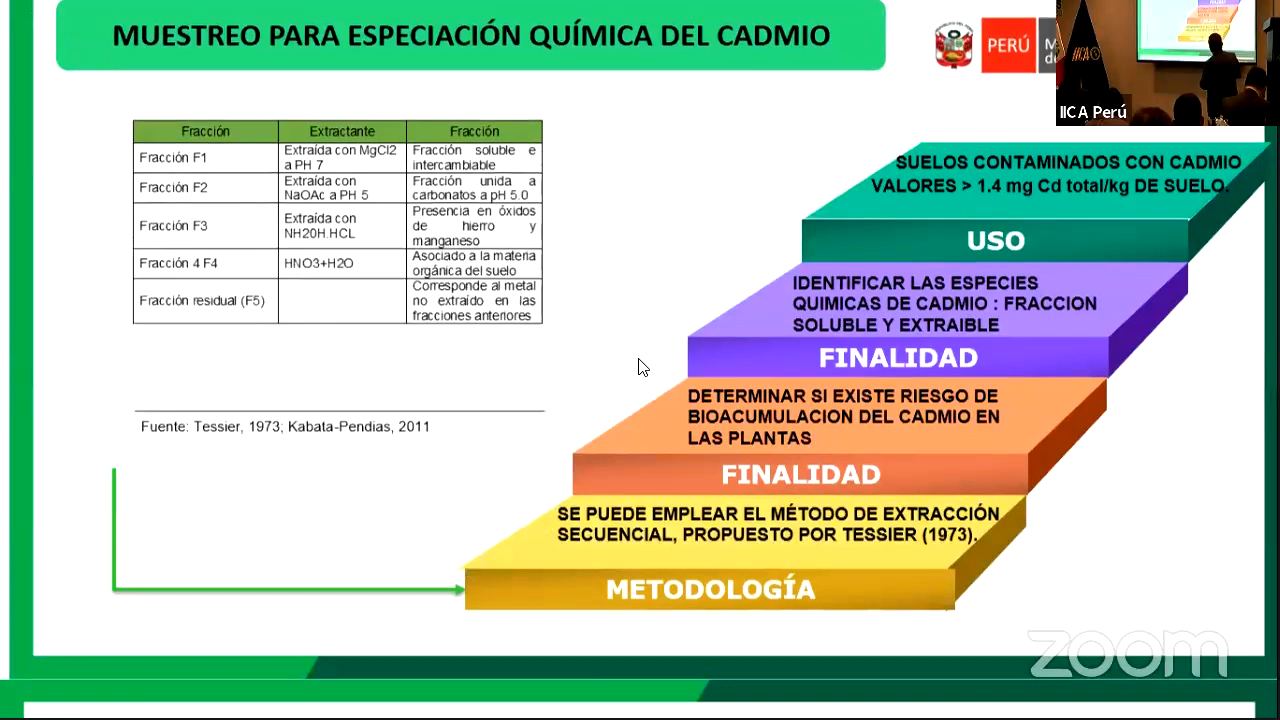 MUESTREO PARA ESPECIACIÓN QUÍMICA DEL CADMIO
PERÚ
M
de
IICA Perú
Fracción Extractante Fracción
Fracción F1 Extraída con MgCl2 a PH 7 Fracción soluble e intercambiable
Fracción F2 Extraída con NaOAc a PH 5 Fracción unida a carbonatos a pH 5.0
Fracción F3 Extraída con NH20H.HCL Presencia en óxidos de hierro y manganeso
Fracción 4 F4 HNO3+H2O Asociado a la materia orgánica del suelo
Fracción residual (F5) Corresponde al metal no extraído en las fracciones anteriores
Fuente: Tessier, 1973; Kabata-Pendias, 2011
SUELOS CONTAMINADOS CON CADMIO
VALORES > 1.4 mg Cd total/kg DE SUELO.
USO
IDENTIFICAR LAS ESPECIES
QUIMICAS DE CADMIO : FRACCION
SOLUBLE Y EXTRAIBLE
FINALIDAD
DETERMINAR SI EXISTE RIESGO DE
BIOACUMULACION DEL CADMIO EN
LAS PLANTAS
FINALIDAD
SE PUEDE EMPLEAR EL MÉTODO DE EXTRACCIÓN
SECUENCIAL, PROPUESTO POR TESSIER (1973).
METODOLOGÍA
zoom